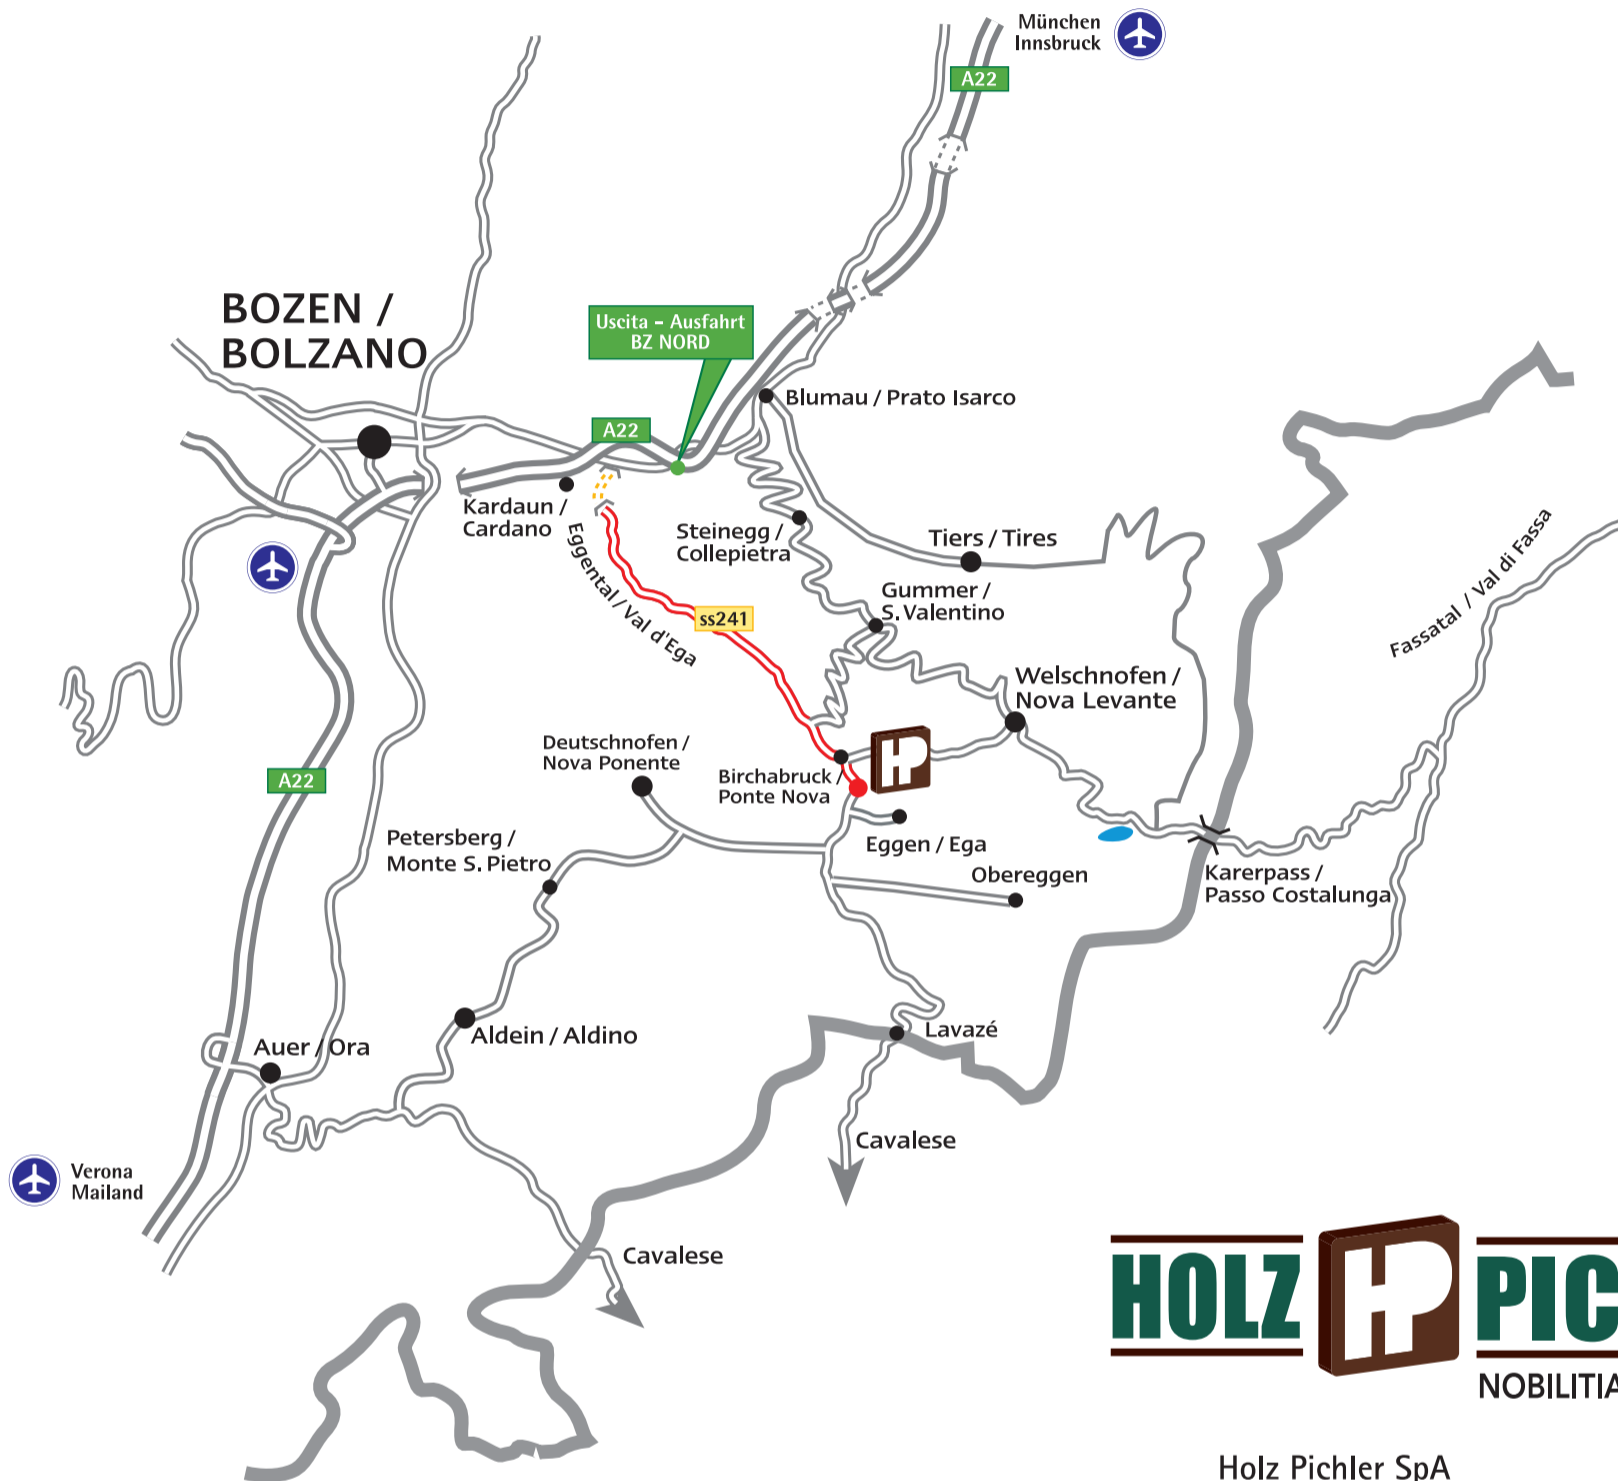 München
Innsbruck
A22
BOZEN /
BOLZANO
Uscita - Ausfahrt
BZ NORD
Blumau / Prato Isarco
A22
Kardaun /
Cardano
Steinegg /
Collepietra
Tiers / Tires
Eggental / Val d'Ega
Gummer /
S. Valentino
ss241
Fassatal / Val di Fassa
Welschnofen /
Nova Levante
Deutschnofen /
Nova Ponente
HP
Birchabruck /
Ponte Nova
A22
Petersberg /
Monte S. Pietro
Eggen / Ega
Obereggen
Karerpass /
Passo Costalunga
Lavazé
Aldein / Aldino
Auer / Ora
Cavalese
Verona
Mailand
Cavalese
HOLZ HP PIC
NOBILITIA
Holz Pichler SpA